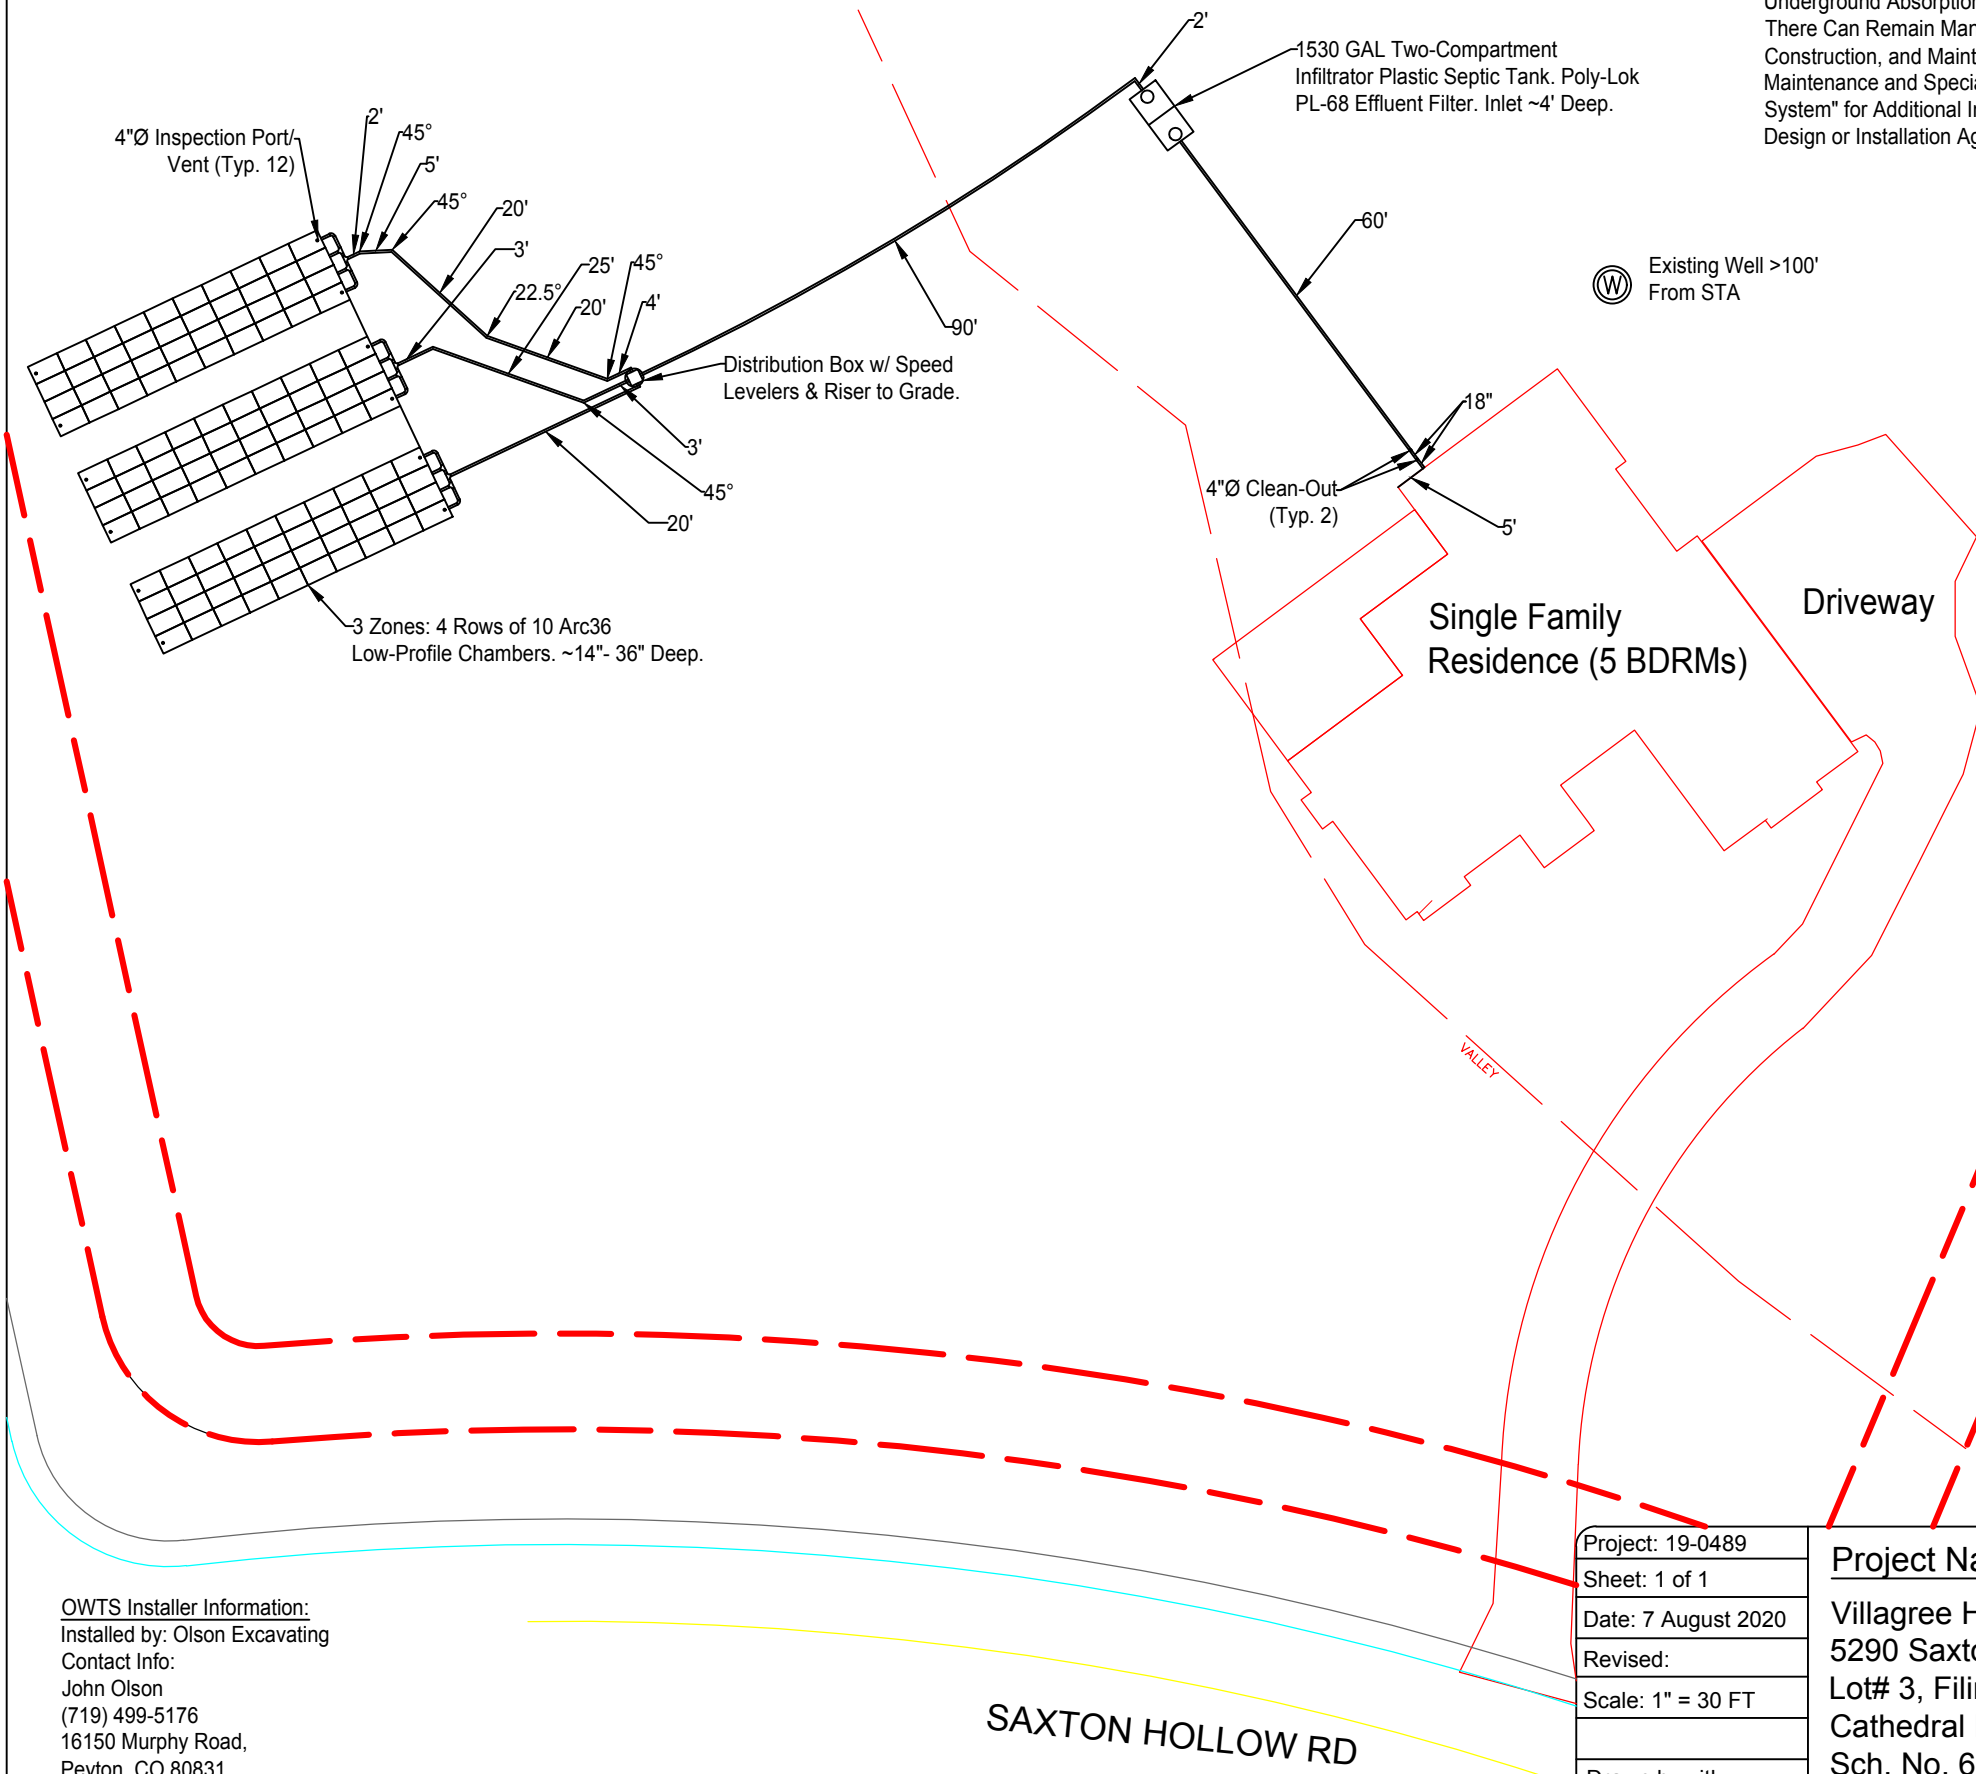 Underground Absorption
There Can Remain Man
Construction, and Maint
Maintenance and Specia
System" for Additional I
Design or Installation Ag
2'
1530 GAL Two-Compartment
Infiltrator Plastic Septic Tank. Poly-Lok
PL-68 Effluent Filter. Inlet ~4' Deep.
4"Ø Inspection Port/
Vent (Typ. 12)
2'
45°
5'
45°
20'
3'
22.5°
25'
20'
45°
4'
90'
60'
W
Existing Well >100'
From STA
Distribution Box w/ Speed
Levelers & Riser to Grade.
3'
45°
20'
18"
4"Ø Clean-Out
(Typ. 2)
5'
3 Zones: 4 Rows of 10 Arc36
Low-Profile Chambers. ~14"- 36" Deep.
Single Family
Residence (5 BDRMs)
Driveway
VALLEY
OWTS Installer Information:
Installed by: Olson Excavating
Contact Info:
John Olson
(719) 499-5176
16150 Murphy Road,
Peyton, CO 80831
SAXTON HOLLOW RD
Project: 19-0489
Sheet: 1 of 1
Date: 7 August 2020
Revised:
Scale: 1" = 30 FT
Project Na
Villagree H
5290 Saxto
Lot# 3, Filin
Cathedral
Sch. No. 6